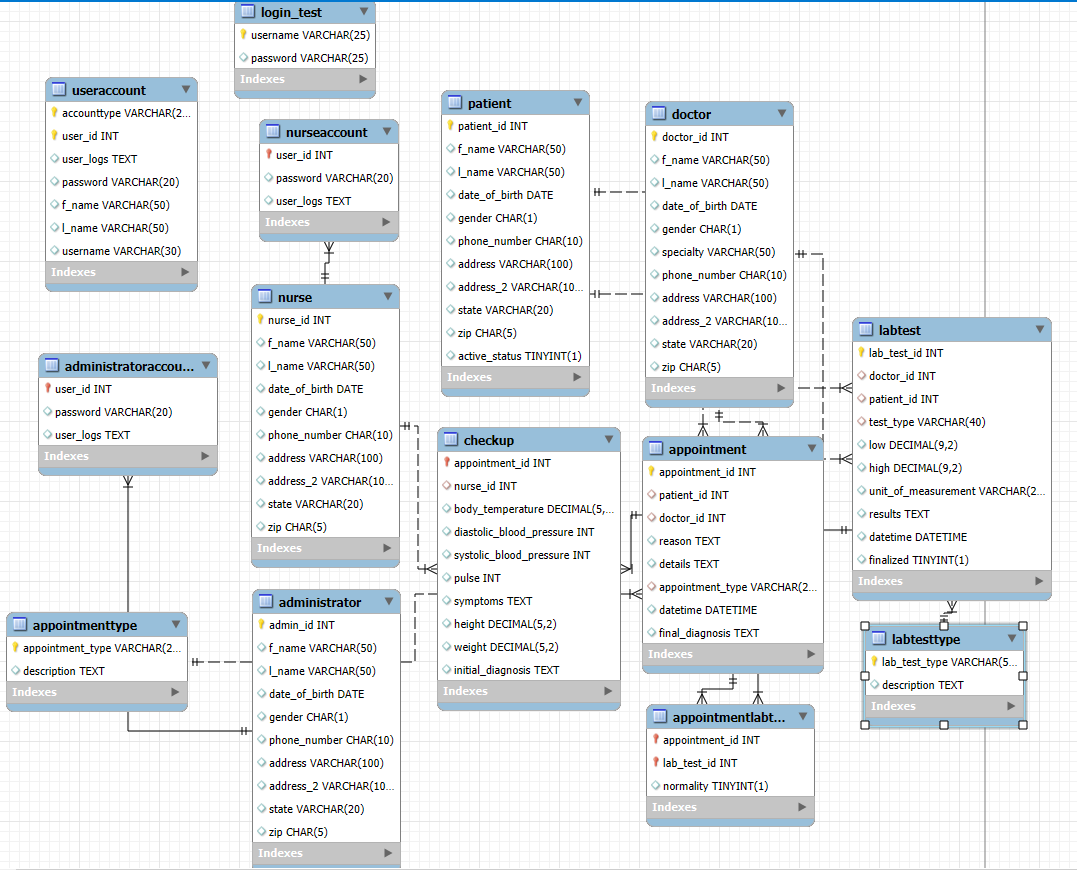 login_test
username VARCHAR(25)
password VARCHAR(25)
Indexes
useraccount
accounttype VARCHAR(2...
user_id INT
user_logs TEXT
password VARCHAR(20)
f_name VARCHAR(50)
l_name VARCHAR(50)
username VARCHAR(30)
Indexes
nurseaccount
user_id INT
password VARCHAR(20)
user_logs TEXT
Indexes
patient
patient_id INT
f_name VARCHAR(50)
l_name VARCHAR(50)
date_of_birth DATE
gender CHAR(1)
phone_number CHAR(10)
address VARCHAR(100)
address_2 VARCHAR(10...
state VARCHAR(20)
zip CHAR(5)
active_status TINYINT(1)
Indexes
doctor
doctor_id INT
f_name VARCHAR(50)
l_name VARCHAR(50)
date_of_birth DATE
gender CHAR(1)
specialty VARCHAR(50)
phone_number CHAR(10)
address VARCHAR(100)
address_2 VARCHAR(10...
state VARCHAR(20)
zip CHAR(5)
Indexes
nurse
nurse_id INT
f_name VARCHAR(50)
l_name VARCHAR(50)
date_of_birth DATE
gender CHAR(1)
phone_number CHAR(10)
address VARCHAR(100)
address_2 VARCHAR(10...
state VARCHAR(20)
zip CHAR(5)
Indexes
labtest
lab_test_id INT
doctor_id INT
patient_id INT
test_type VARCHAR(40)
low DECIMAL(9,2)
high DECIMAL(9,2)
unit_of_measurement VARCHAR(2...
results TEXT
datetime DATETIME
finalized TINYINT(1)
Indexes
administratoraccou...
user_id INT
password VARCHAR(20)
user_logs TEXT
Indexes
checkup
appointment_id INT
nurse_id INT
body_temperature DECIMAL(5,...
diastolic_blood_pressure INT
systolic_blood_pressure INT
pulse INT
symptoms TEXT
height DECIMAL(5,2)
weight DECIMAL(5,2)
initial_diagnosis TEXT
Indexes
appointment
appointment_id INT
patient_id INT
doctor_id INT
reason TEXT
details TEXT
appointment_type VARCHAR(2...
datetime DATETIME
final_diagnosis TEXT
Indexes
administrator
admin_id INT
f_name VARCHAR(50)
l_name VARCHAR(50)
date_of_birth DATE
gender CHAR(1)
phone_number CHAR(10)
address VARCHAR(100)
address_2 VARCHAR(10...
state VARCHAR(20)
zip CHAR(5)
Indexes
appointmenttype
appointment_type VARCHAR(2...
description TEXT
Indexes
labtesttype
lab_test_type VARCHAR(5...
description TEXT
Indexes
appointmentlabt...
appointment_id INT
lab_test_id INT
normality TINYINT(1)
Indexes